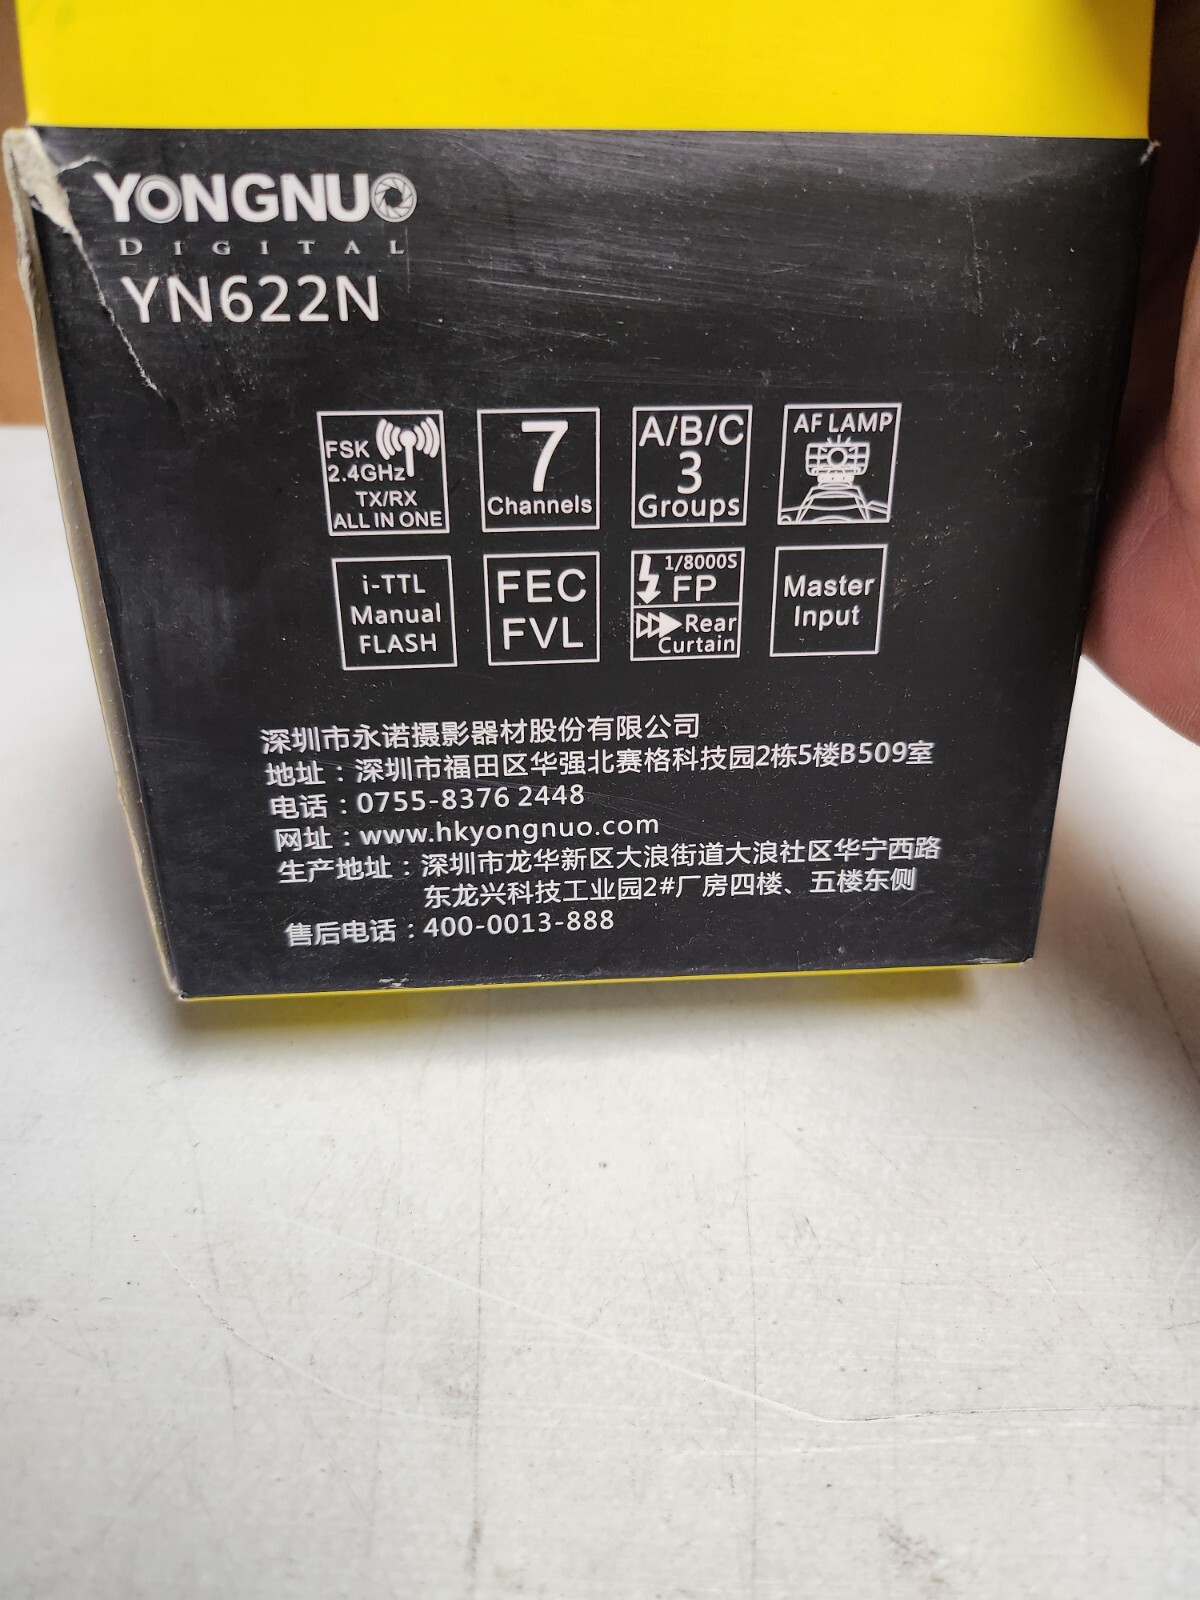 YONGNUO
DIGITAL
YN622N
FSK
2.4GHz
TX/RX
ALL IN ONE
7
Channels
A/B/C
3
Groups
AF LAMP
i-TTL
Manual
FLASH
FEC
FVL
1/8000S
FP
Rear
Curtain
Master
Input
深圳市永诺摄影器材股份有限公司
地址：深圳市福田区华强北赛格科技园2栋5楼B509室
电话：0755-8376 2448
网址：www.hkyongnuo.com
生产地址：深圳市龙华新区大浪街道大浪社区华宁西路
东龙兴科技工业园2#厂房四楼、五楼东侧
售后电话：400-0013-888